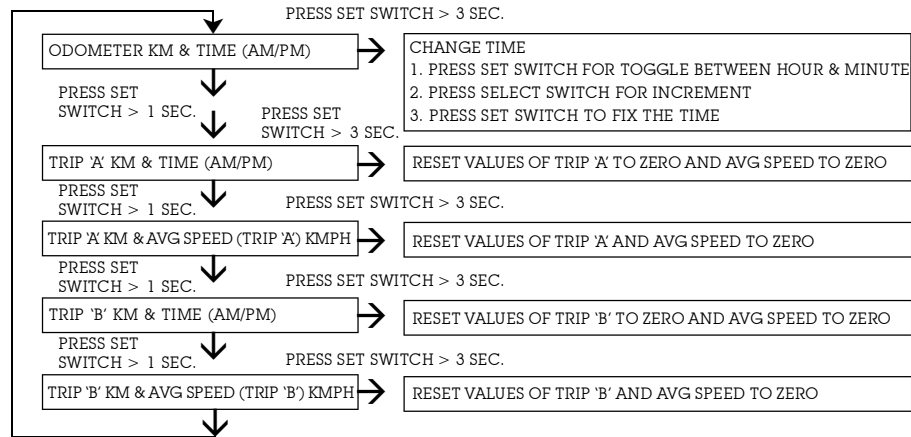 PRESS SET SWITCH > 3 SEC.
ODOMETER KM & TIME (AM/PM)
CHANGE TIME
1. PRESS SET SWITCH FOR TOGGLE BETWEEN HOUR & MINUTE
2. PRESS SELECT SWITCH FOR INCREMENT
3. PRESS SET SWITCH TO FIX THE TIME
PRESS SET
SWITCH > 1 SEC.
PRESS SET
SWITCH > 3 SEC.
TRIP 'A' KM & TIME (AM/PM)
RESET VALUES OF TRIP 'A' TO ZERO AND AVG SPEED TO ZERO
PRESS SET
SWITCH > 1 SEC.
PRESS SET SWITCH > 3 SEC.
TRIP 'A' KM & AVG SPEED (TRIP 'A') KMPH
RESET VALUES OF TRIP 'A' AND AVG SPEED TO ZERO
PRESS SET
SWITCH > 1 SEC.
PRESS SET SWITCH > 3 SEC.
TRIP 'B' KM & TIME (AM/PM)
RESET VALUES OF TRIP 'B' TO ZERO AND AVG SPEED TO ZERO
PRESS SET
SWITCH > 1 SEC.
PRESS SET SWITCH > 3 SEC.
TRIP 'B' KM & AVG SPEED (TRIP 'B') KMPH
RESET VALUES OF TRIP 'B' AND AVG SPEED TO ZERO